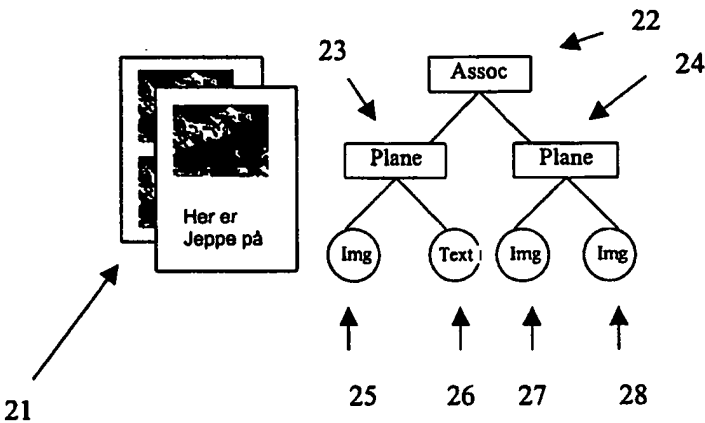 22
23
24
Assoc
Plane Plane
Her er
Jeppe på
Img Text Img Img
21
25 26 27 28